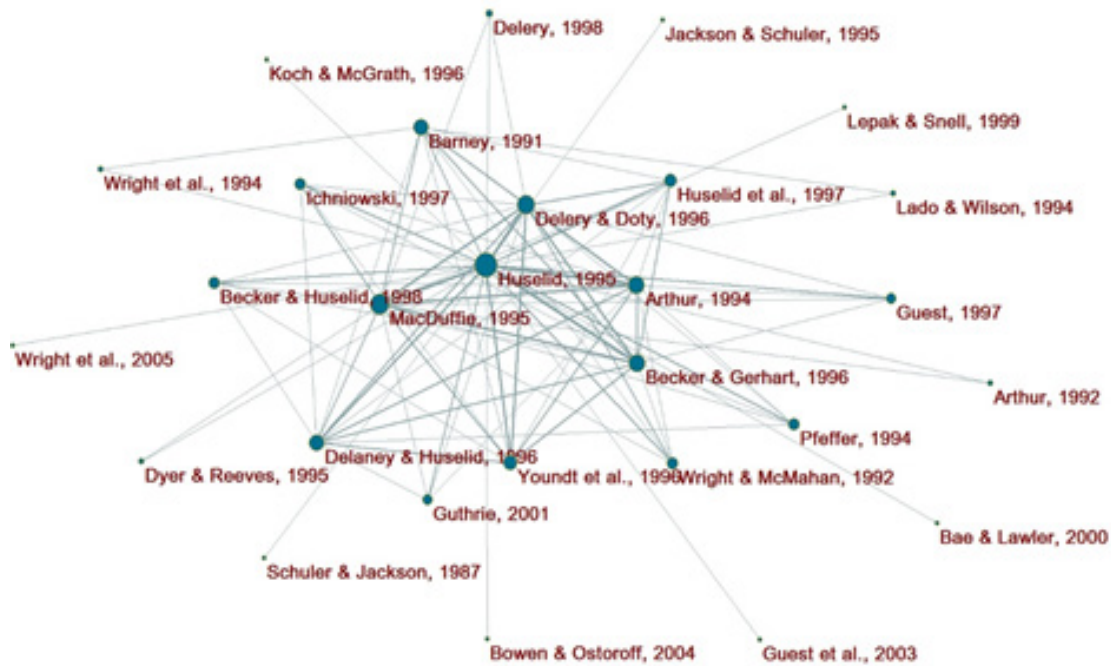 Delery, 1998
Jackson & Schuler, 1995
Koch & McGrath, 1996
Lepak & Snell, 1999
Barney, 1991
Wright et al., 1994
Ichniowski, 1997
Huselid et al., 1997
Lado & Wilson, 1994
Delery & Doty, 1996
Huselid, 1995
Becker & Huselid, 1998
Arthur, 1994
Guest, 1997
MacDuffie, 1995
Wright et al., 2005
Becker & Gerhart, 1996
Arthur, 1992
Pfeffer, 1994
Delaney & Huselid, 1996
Dyer & Reeves, 1995
Youndt et al., 1996
Wright & McMahan, 1992
Guthrie, 2001
Bae & Lawler, 2000
Schuler & Jackson, 1987
Bowen & Ostoroff, 2004
Guest et al., 2003